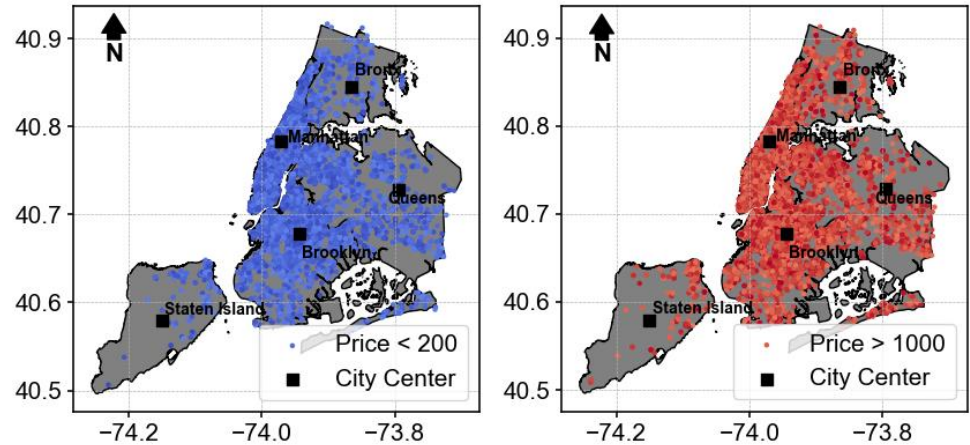 40.9
40.8
40.7
40.6
40.5
−74.2
−74.0
−73.8
N
Bronx
Manhattan
Queens
Brooklyn
Staten Island
Price < 200
City Center
40.9
40.8
40.7
40.6
40.5
−74.2
−74.0
−73.8
N
Bronx
Manhattan
Queens
Brooklyn
Staten Island
Price > 1000
City Center